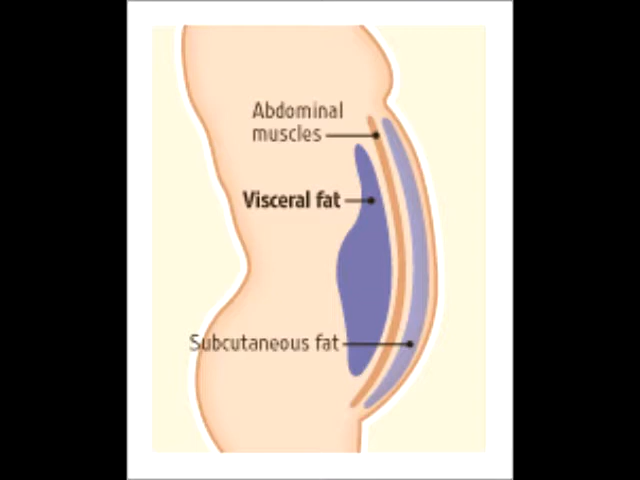 Abdominal
muscles
Visceral fat
Subcutaneous fat